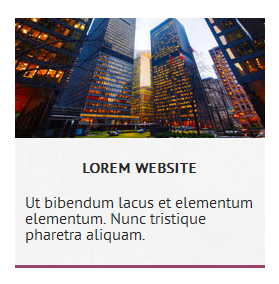 LOREM WEBSITE
Ut bibendum lacus et elementum
elementum. Nunc tristique
pharetra aliquam.